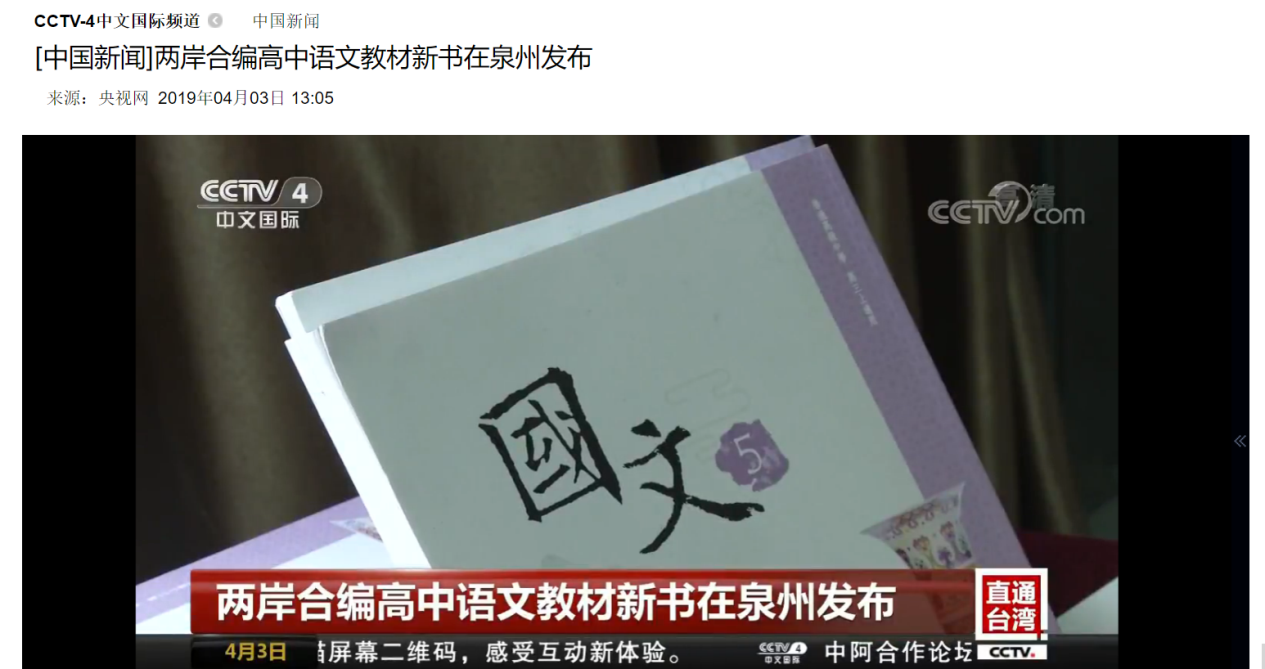 CCTV-4中文国际频道 中国新闻
[中国新闻]两岸合编高中语文教材新书在泉州发布
来源：央视网 2019年04月03日 13:05
CCTV 4
中文国际
高清
CCTV.com
國文
5
两岸合编高中语文教材新书在泉州发布
直通
台湾
4月3日 描屏幕二维码，感受互动新体验。 CCTV 4 中文国际 中阿合作论坛
CCTV.